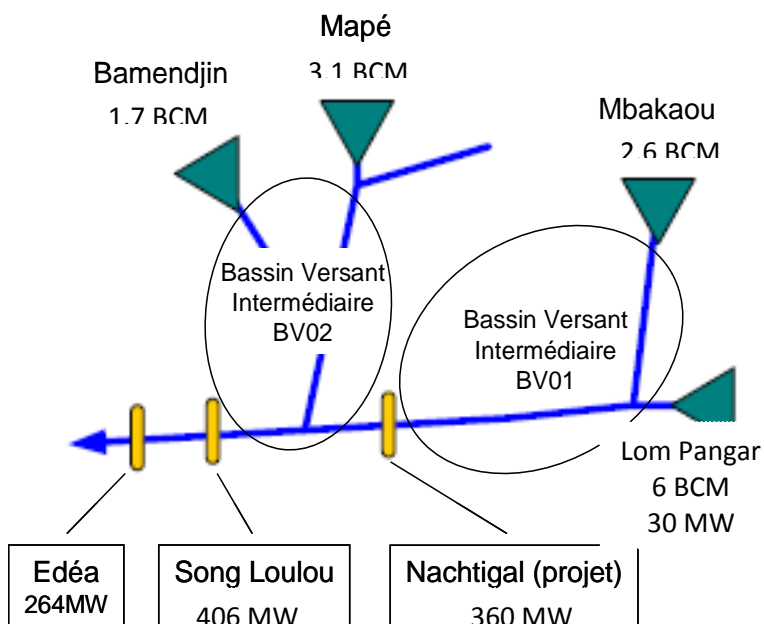 Mapé
3.1 BCM
Bamendjin
1.7 BCM
Mbakaou
2.6 BCM
Bassin Versant
Intermédiaire
BV02
Bassin Versant
Intermédiaire
BV01
Lom Pangar
6 BCM
30 MW
Edéa
264MW
Song Loulou
406 MW
Nachtigal (projet)
360 MW